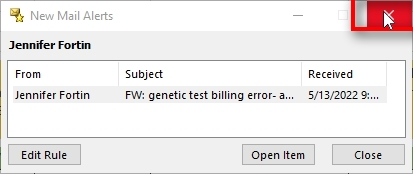 New Mail Alerts
Jennifer Fortin
From Subject Received
Jennifer Fortin FW: genetic test billing error- a... 5/13/2022 9:...
Edit Rule Open Item Close